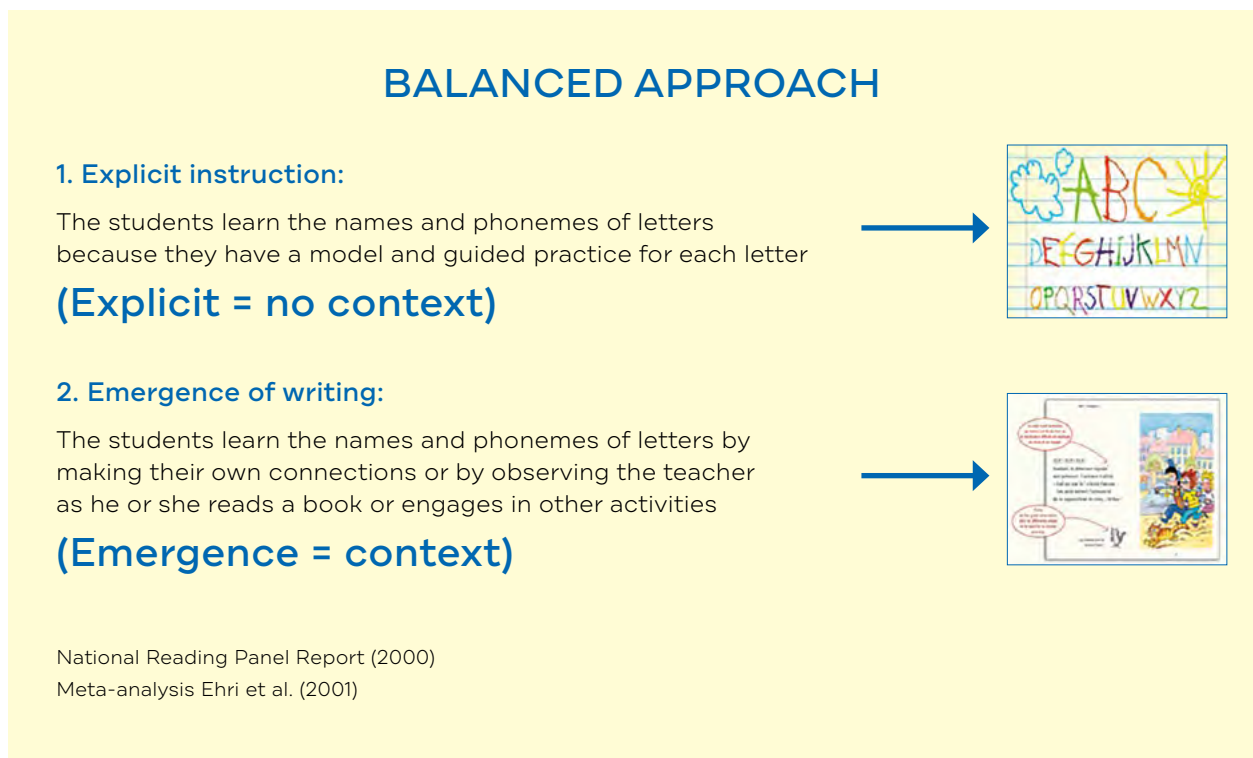 BALANCED APPROACH
1. Explicit instruction:
The students learn the names and phonemes of letters
because they have a model and guided practice for each letter
(Explicit = no context)
ABC
DEFGHIJKLMN
OPQRSTUVWXYZ
2. Emergence of writing:
The students learn the names and phonemes of letters by
making their own connections or by observing the teacher
as he or she reads a book or engages in other activities
(Emergence = context)
National Reading Panel Report (2000)
Meta-analysis Ehri et al. (2001)